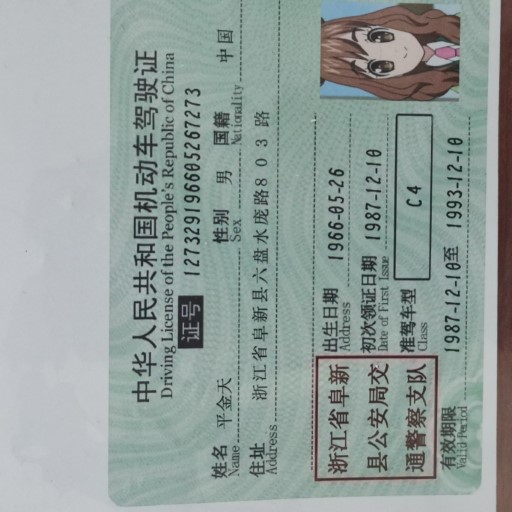 中华人民共和国机动车驾驶证
Driving License of the People's Republic of China
证号 127329196605267273
姓名 平金天 性别 男 国籍 中国
Name Sex Nationality
住址 浙江省阜新县六盘水庞路803路
Address
出生日期 1966-05-26
Address
浙江省阜新
县公安局交
通警察支队
初次领证日期 1987-12-10
Date of First Issue
准驾车型 C4
Class
有效期限 1987-12-10至 1993-12-10
Valid Period